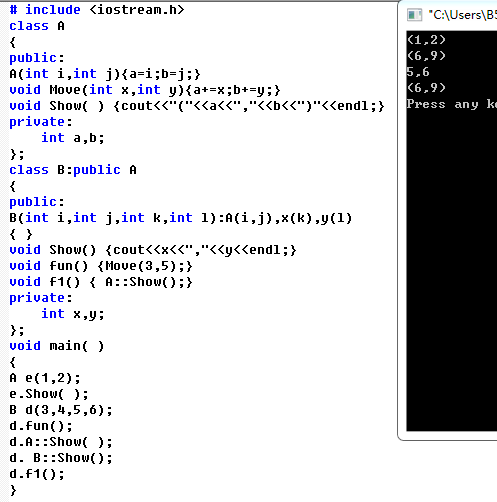 # include <iostream.h>
class A
{
public:
A(int i,int j){a=i;b=j;}
void Move(int x,int y){a+=x;b+=y;}
void Show( ) {cout<<"("<<a<<","<<b<<")"<<endl;}
private:
    int a,b;
};
class B:public A
{
public:
B(int i,int j,int k,int l):A(i,j),x(k),y(l)
{ }
void Show() {cout<<x<<","<<y<<endl;}
void fun() {Move(3,5);}
void f1() { A::Show();}
private:
    int x,y;
};
void main( )
{
A e(1,2);
e.Show( );
B d(3,4,5,6);
d.fun();
d.A::Show( );
d. B::Show();
d.f1();
}
"C:\Users\B5
(1,2)
(6,9)
5,6
(6,9)
Press any ke